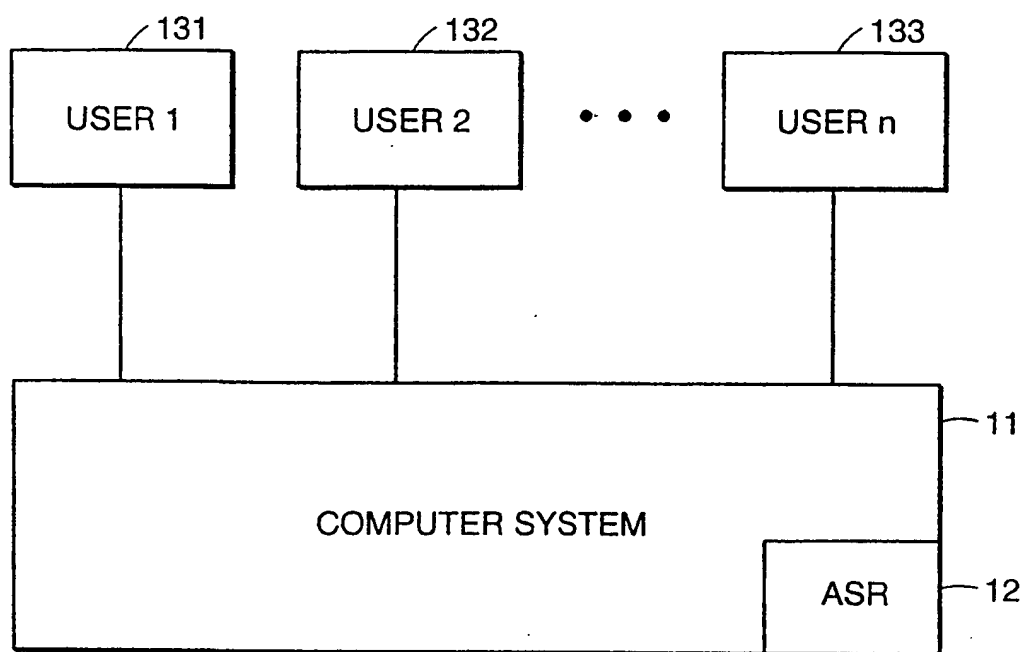 131
132
133
USER 1
USER 2
USER n
11
COMPUTER SYSTEM
ASR
12